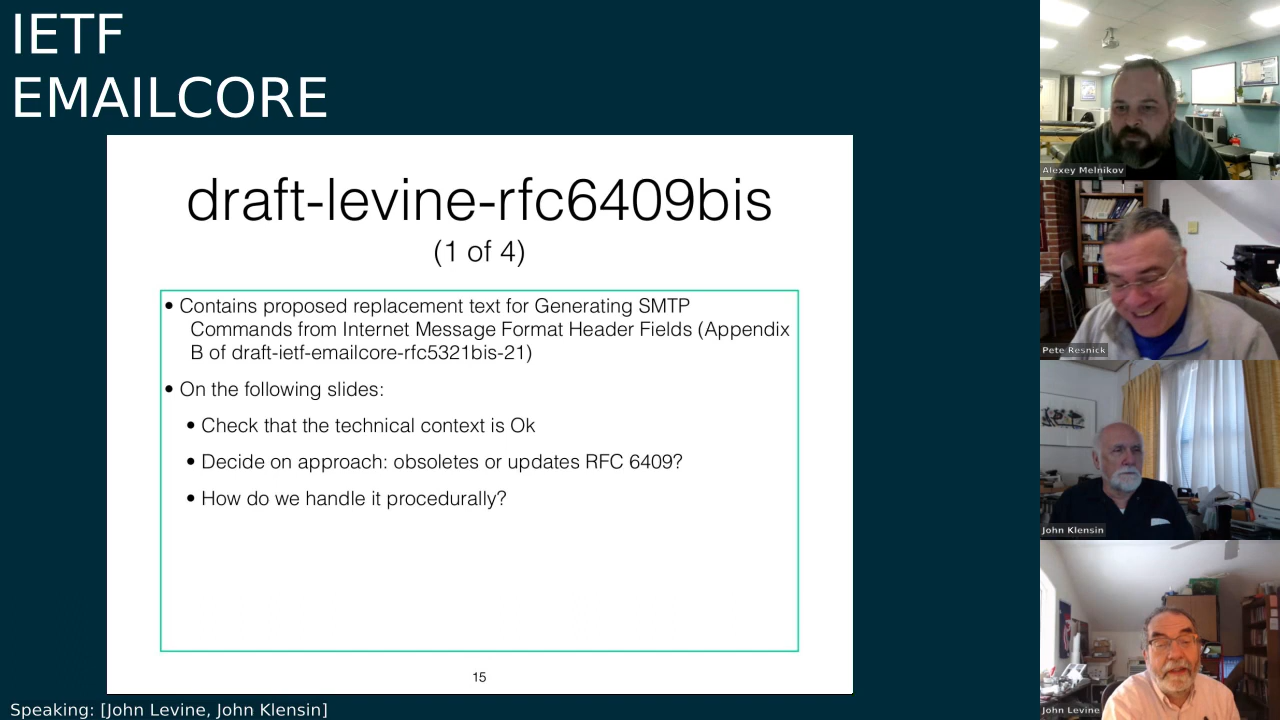 IETF
EMAILCORE
draft-levine-rfc6409bis
(1 of 4)
• Contains proposed replacement text for Generating SMTP
Commands from Internet Message Format Header Fields (Appendix
B of draft-ietf-emailcore-rfc5321bis-21)
• On the following slides:
• Check that the technical context is Ok
• Decide on approach: obsoletes or updates RFC 6409?
• How do we handle it procedurally?
15
Speaking: [John Levine, John Klensin]
Alexey Melnikov
Pete Resnick
John Klensin
John Levine